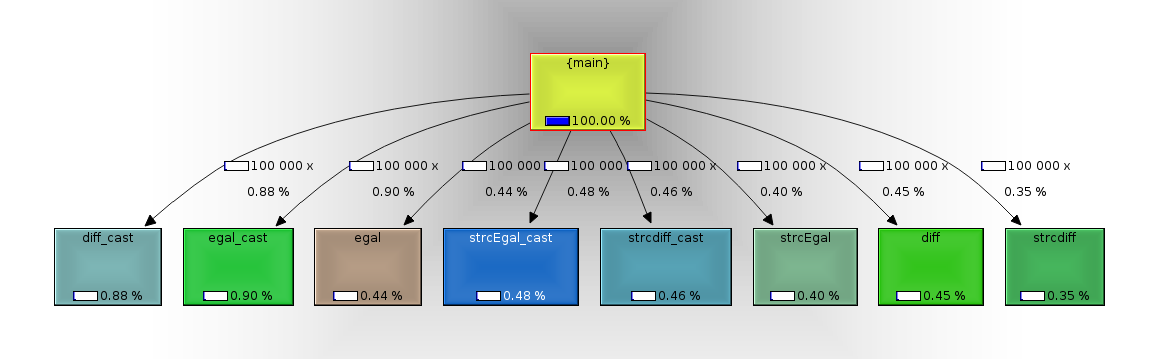 {main}
100.00 %
100 000 x
100 000 x
100 000
100 000
100 000 x
100 000 x
100 000 x
100 000 x
0.88 %
0.90 %
0.44 %
0.48 %
0.46 %
0.40 %
0.45 %
0.35 %
diff_cast
egal_cast
egal
strcEgal_cast
strcdiff_cast
strcEgal
diff
strcdiff
0.88 %
0.90 %
0.44 %
0.48 %
0.46 %
0.40 %
0.45 %
0.35 %